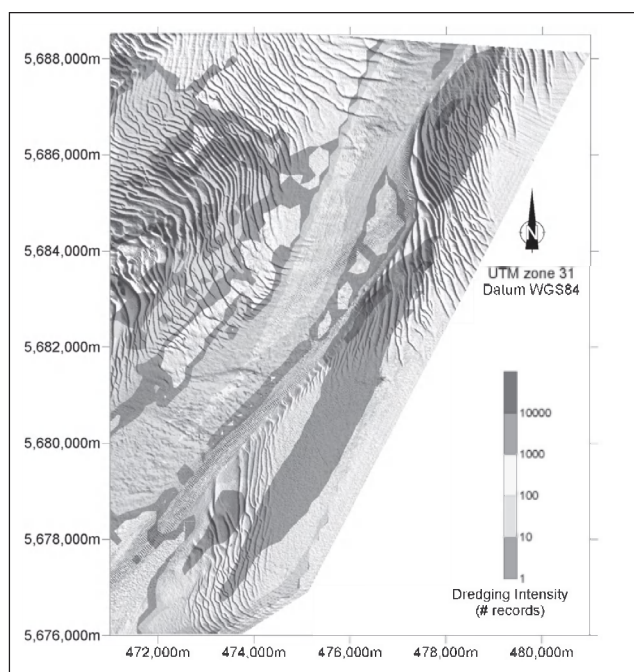 5,688,000m
5,686,000m
5,684,000m
N
UTM zone 31
Datum WGS84
5,682,000m
10000
5,680,000m
1000
100
5,678,000m
10
1
Dredging Intensity
(# records)
5,676,000m
472,000m 474,000m 476,000m 478,000m 480,000m